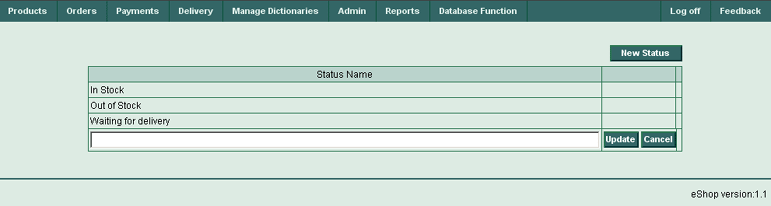 Products Orders Payments Delivery Manage Dictionaries Admin Reports Database Function Log off Feedback
New Status
Status Name
In Stock
Out of Stock
Waiting for delivery
Update Cancel
eShop version:1.1